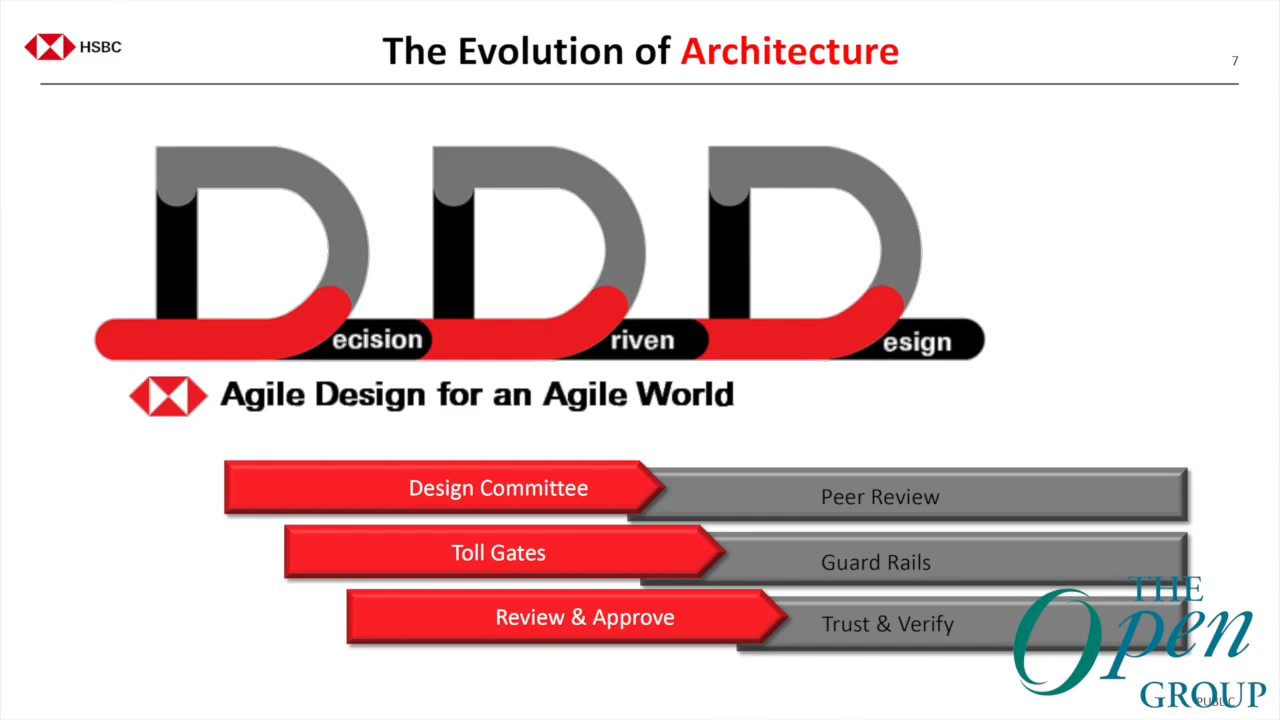 HSBC
The Evolution of Architecture
7
D ecision D riven D esign
Agile Design for an Agile World
Design Committee
Peer Review
Toll Gates
Guard Rails
Review & Approve
Trust & Verify
THE
Open
GROUP
PUBLIC